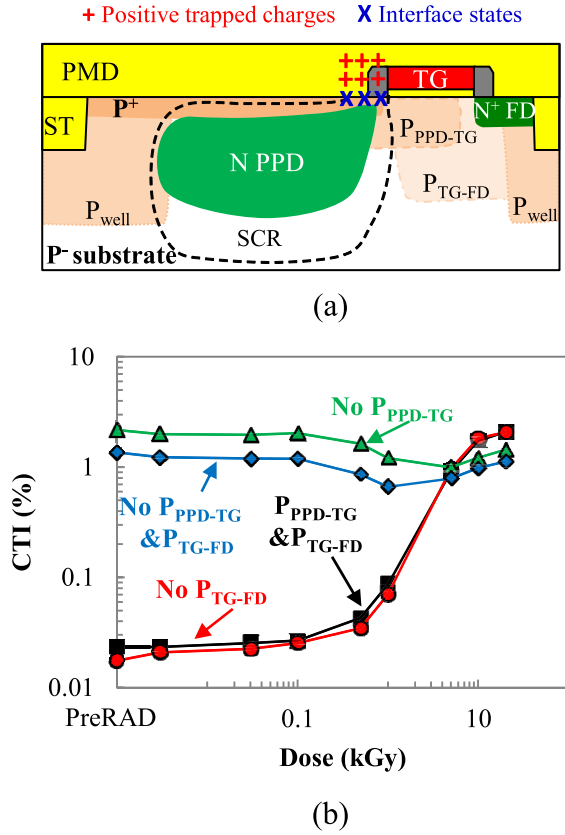 + Positive trapped charges X Interface states
PMD
TG
P+
ST
N+ FD
PPPD-TG
N PPD
PTG-FD
Pwell
Pwell
SCR
P- substrate
(a)
10
No PPPD-TG
1
CTI (%)
No PPPD-TG
&PTG-FD
PPPD-TG
&PTG-FD
0.1
No PTG-FD
0.01
PreRAD
0.1
10
Dose (kGy)
(b)